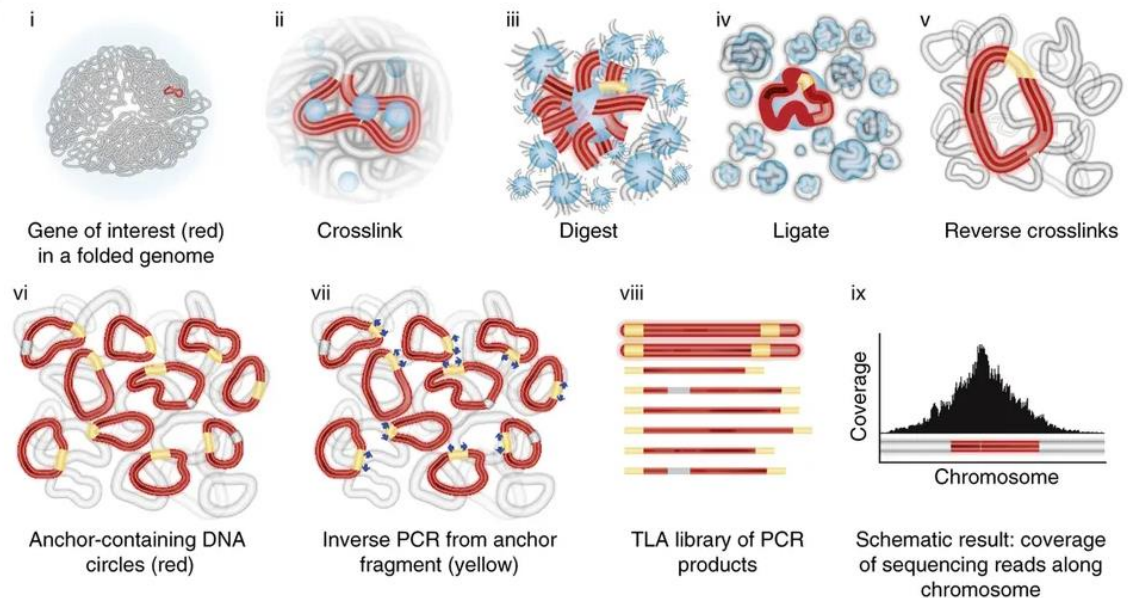 i
ii
iii
iv
v
Gene of interest (red)
in a folded genome
Crosslink
Digest
Ligate
Reverse crosslinks
vi
vii
viii
ix
Coverage
Chromosome
Anchor-containing DNA
circles (red)
Inverse PCR from anchor
fragment (yellow)
TLA library of PCR
products
Schematic result: coverage
of sequencing reads along
chromosome